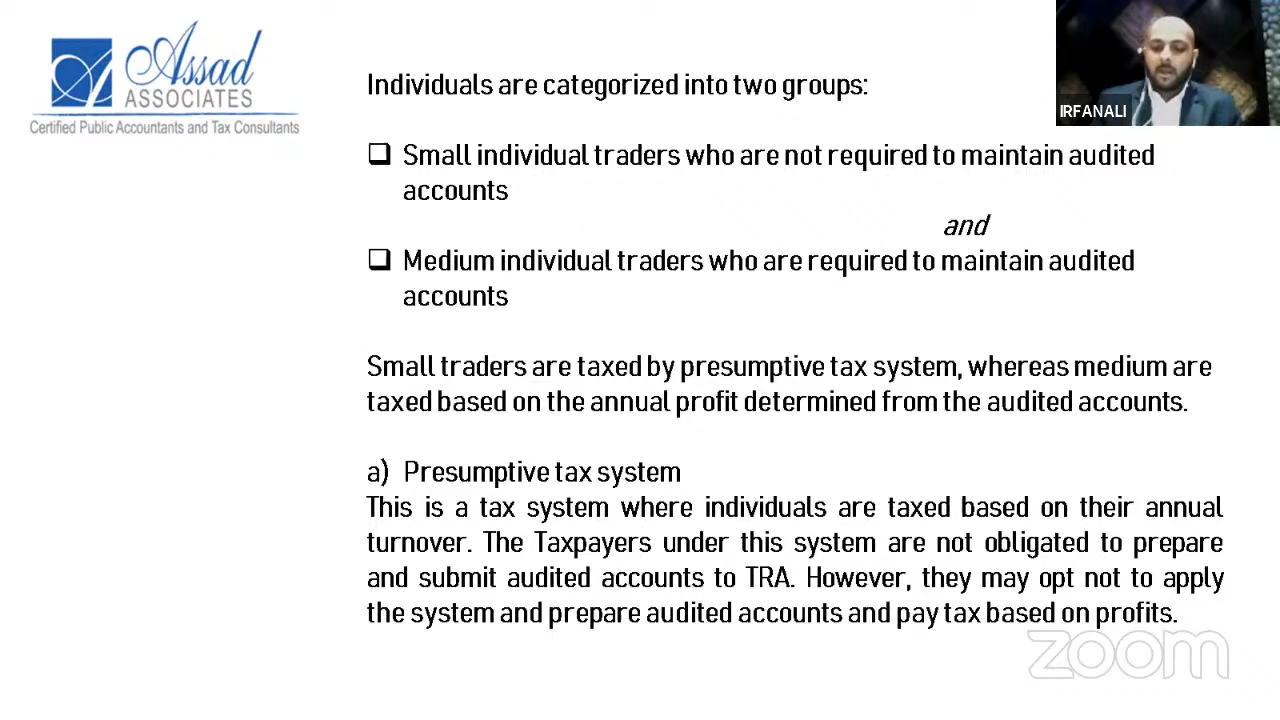 Assad
ASSOCIATES
Certified Public Accountants and Tax Consultants
IRFANALI
Individuals are categorized into two groups:
❑ Small individual traders who are not required to maintain audited
accounts
and
❑ Medium individual traders who are required to maintain audited
accounts
Small traders are taxed by presumptive tax system, whereas medium are
taxed based on the annual profit determined from the audited accounts.
a) Presumptive tax system
This is a tax system where individuals are taxed based on their annual
turnover. The Taxpayers under this system are not obligated to prepare
and submit audited accounts to TRA. However, they may opt not to apply
the system and prepare audited accounts and pay tax based on profits.
zoom